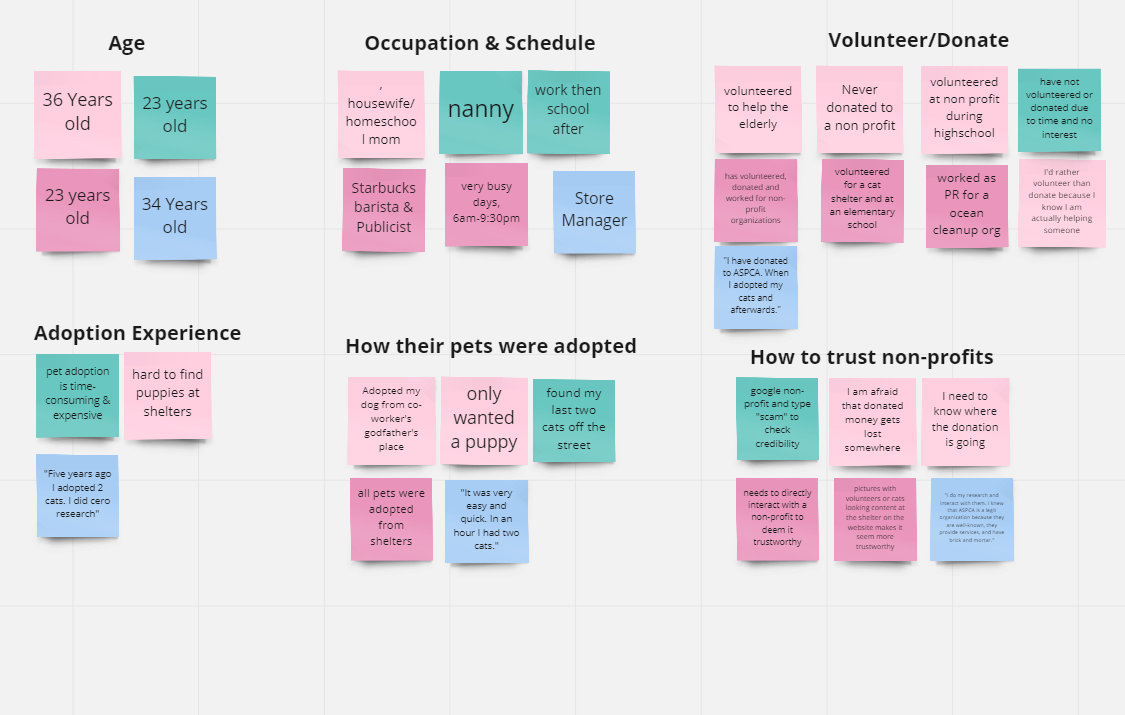 Age
36 Years
old
23 years
old
23 years
old
34 Years
old
Occupation & Schedule
,
housewife/
homeschoo
l mom
nanny
work then
school
after
Starbucks
barista &
Publicist
very busy
days,
6am-9:30pm
Store
Manager
Volunteer/Donate
volunteered
to help the
elderly
Never
donated to
a non profit
volunteered
at non profit
during
highschool
have not
volunteered or
donated due
to time and no
interest
has volunteered,
donated and
worked for non-
profit
organizations
volunteered
for a cat
shelter and at
an elementary
school
worked as
PR for a
ocean
cleanup org
I'd rather
volunteer than
donate because I
know I am
actually helping
someone
"I have donated
to ASPCA. When
I adopted my
cats and
afterwards."
Adoption Experience
pet adoption
is time-
consuming &
expensive
hard to find
puppies at
shelters
"Five years ago
I adopted 2
cats. I did cero
research"
How their pets were adopted
Adopted my
dog from co-
worker's
godfather's
place
only
wanted
a puppy
found my
last two
cats off the
street
all pets were
adopted
from
shelters
"It was very
easy and
quick. In an
hour I had two
cats."
How to trust non-profits
google non-
profit and type
"scam" to
check
credibility
I am afraid
that donated
money gets
lost
somewhere
I need to
know where
the donation
is going
needs to directly
interact with a
non-profit to
deem it
trustworthy
pictures with
volunteers or cats
looking content at
the shelter on the
website makes it
seem more
trustworthy
"I do my research and
interact with them. I knew
that ASPCA is a legit
organisation because they
are well-known, they
provide services, and have
brick and mortar."